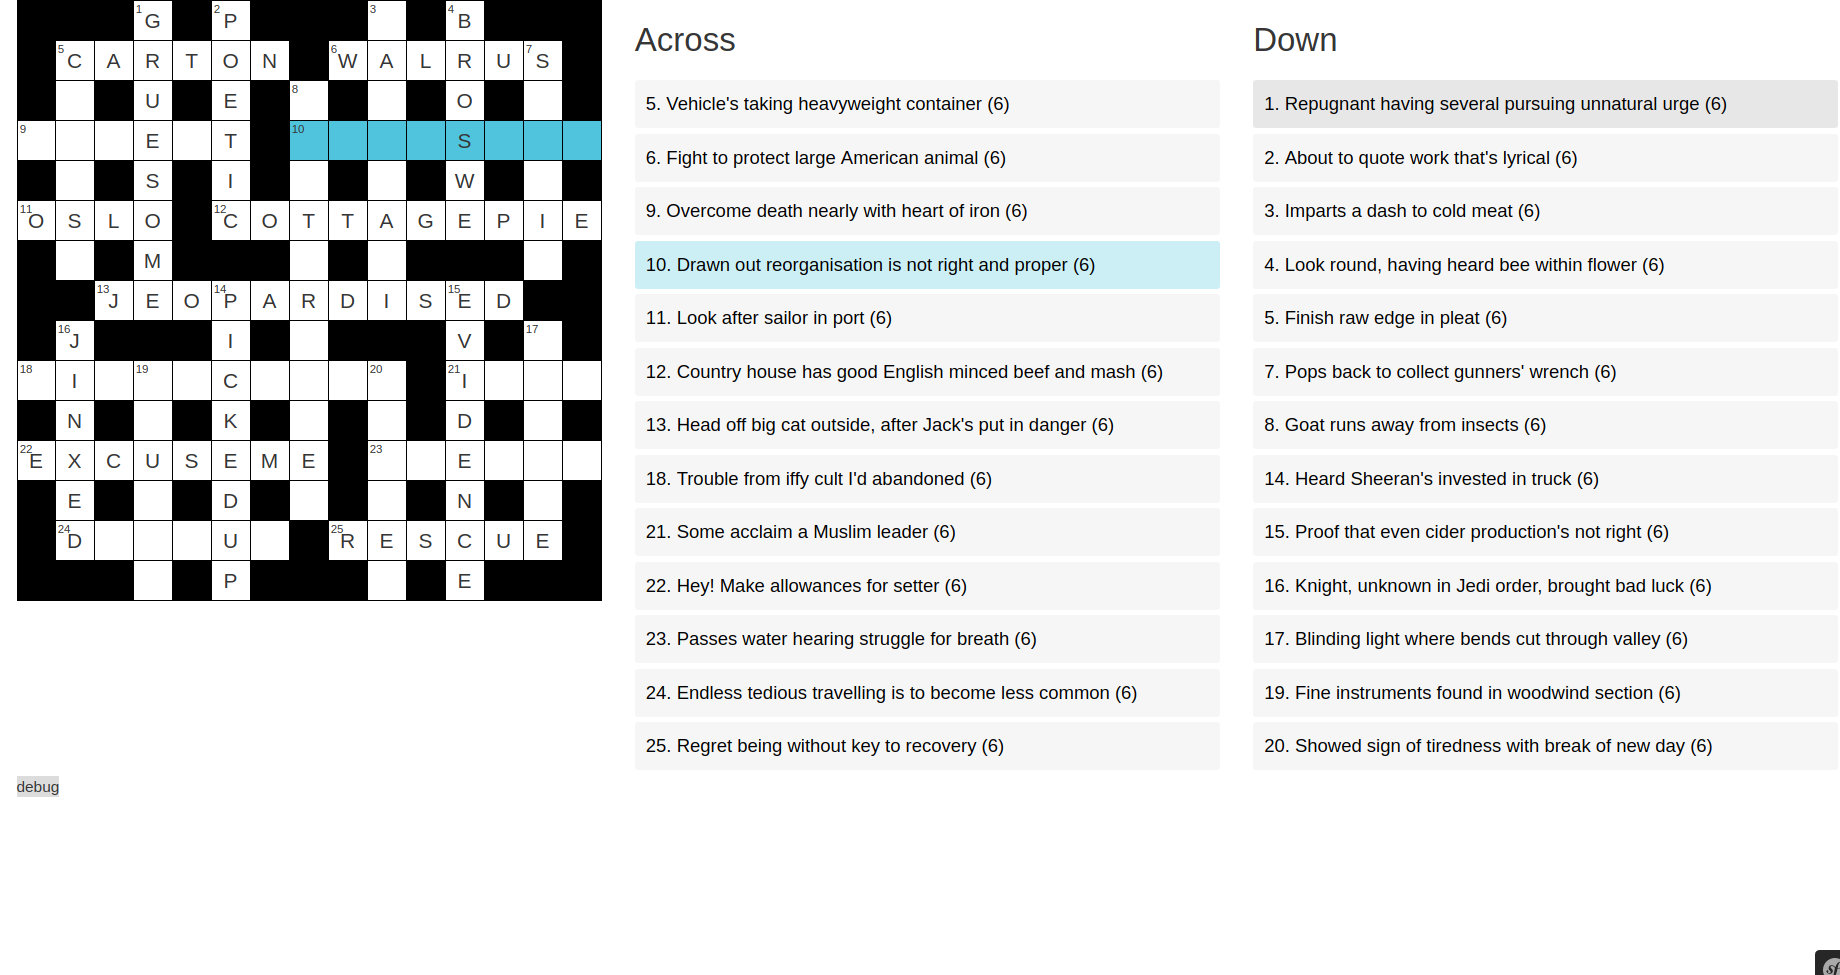 1 G 2 P 3 4 B
5 C A R T O N 6 W A L R U 7 S
U E 8 O
9 E T 10 S
S I W
11 O S L O 12 C O T T A G E P I E
M
13 J E O 14 P A R D I S 15 E D
16 J I V 17
18 I 19 C 20 21 I
N K D
22 E X C U S E M E 23 E
E D N
24 D U 25 R E S C U E
P E
debug
Across
5. Vehicle's taking heavyweight container (6)
6. Fight to protect large American animal (6)
9. Overcome death nearly with heart of iron (6)
10. Drawn out reorganisation is not right and proper (6)
11. Look after sailor in port (6)
12. Country house has good English minced beef and mash (6)
13. Head off big cat outside, after Jack's put in danger (6)
18. Trouble from iffy cult I'd abandoned (6)
21. Some acclaim a Muslim leader (6)
22. Hey! Make allowances for setter (6)
23. Passes water hearing struggle for breath (6)
24. Endless tedious travelling is to become less common (6)
25. Regret being without key to recovery (6)
Down
1. Repugnant having several pursuing unnatural urge (6)
2. About to quote work that's lyrical (6)
3. Imparts a dash to cold meat (6)
4. Look round, having heard bee within flower (6)
5. Finish raw edge in pleat (6)
7. Pops back to collect gunners' wrench (6)
8. Goat runs away from insects (6)
14. Heard Sheeran's invested in truck (6)
15. Proof that even cider production's not right (6)
16. Knight, unknown in Jedi order, brought bad luck (6)
17. Blinding light where bends cut through valley (6)
19. Fine instruments found in woodwind section (6)
20. Showed sign of tiredness with break of new day (6)
sf